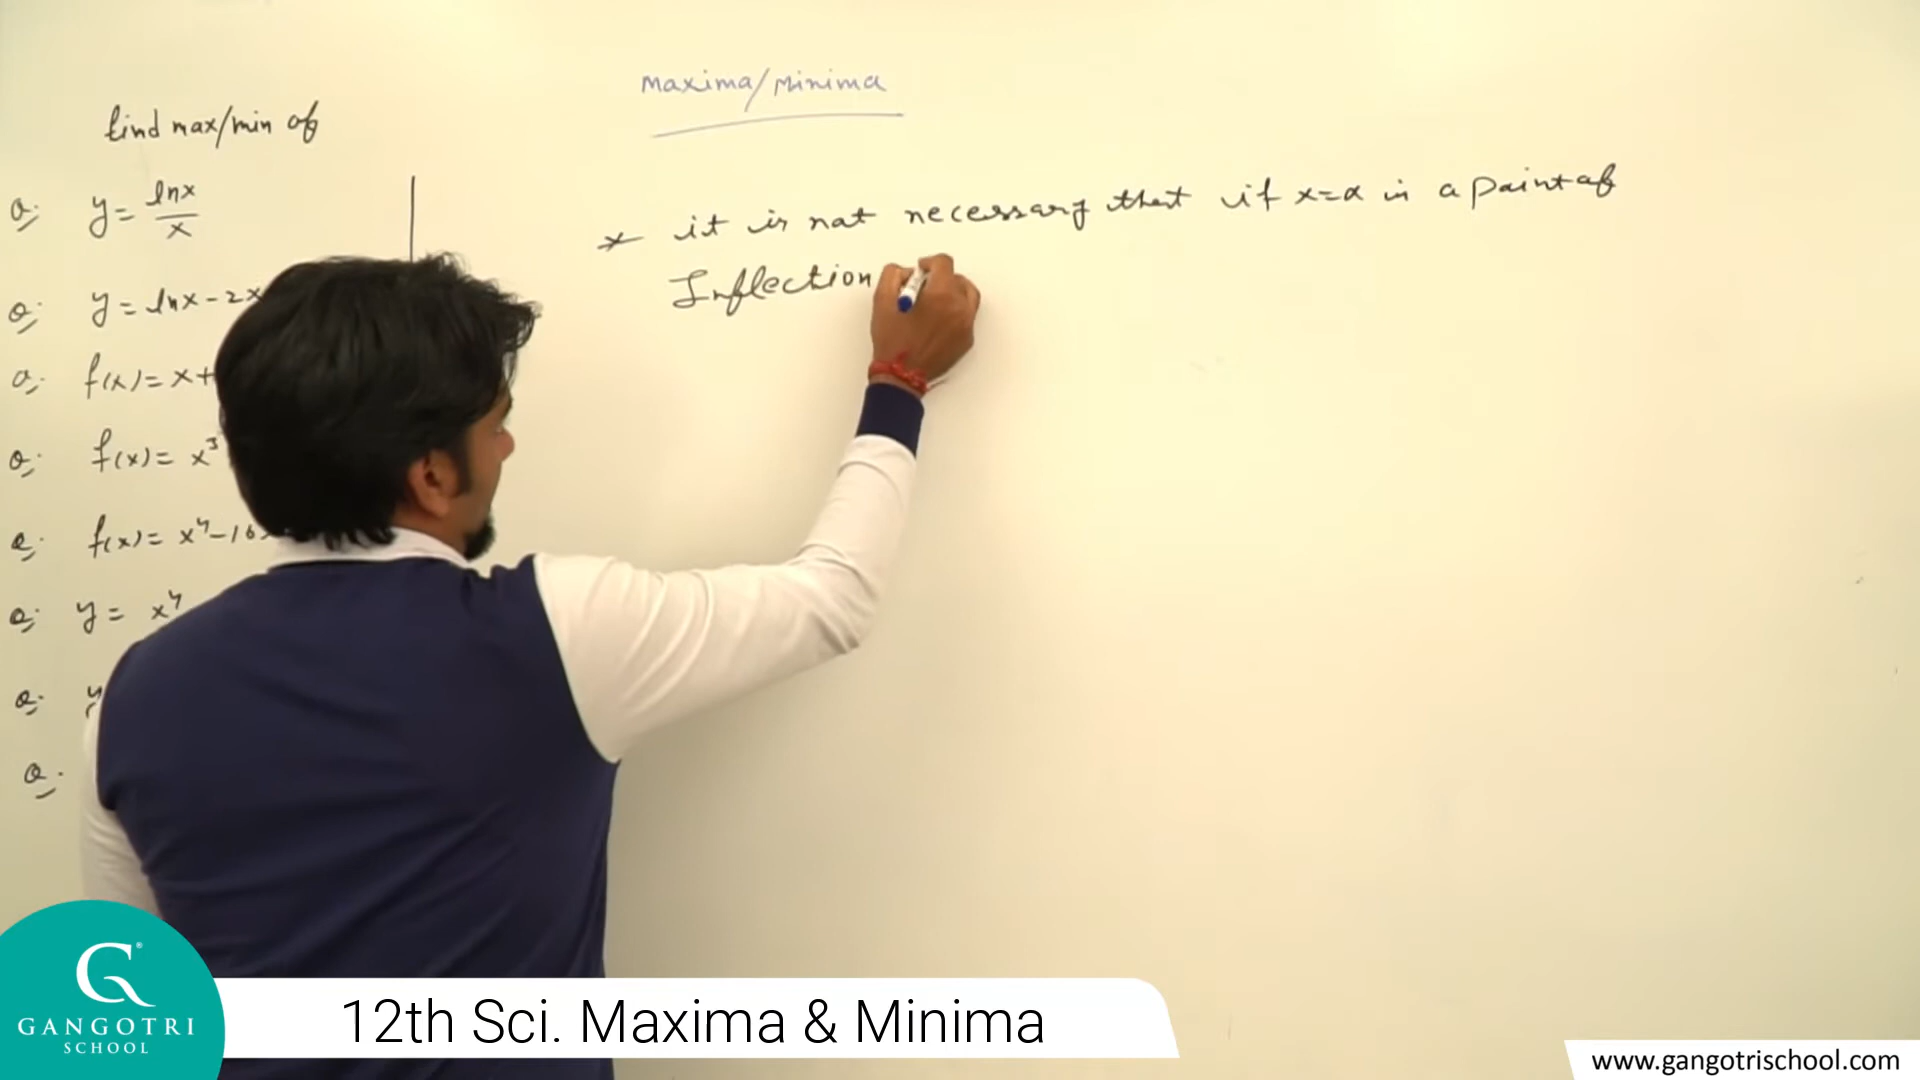 Maxima/Minima
find max/min of
Q. y = lnx/x
Q. y = lnx - 2x
Q. f(x) = x +
Q. f(x) = x³
Q. f(x) = x⁴ - 16
Q. y = x⁴
Q. y
Q.
* it is not necessary that if x=α is a point of
Inflection
G®
GANGOTRI
SCHOOL
12th Sci. Maxima & Minima
www.gangotrischool.com